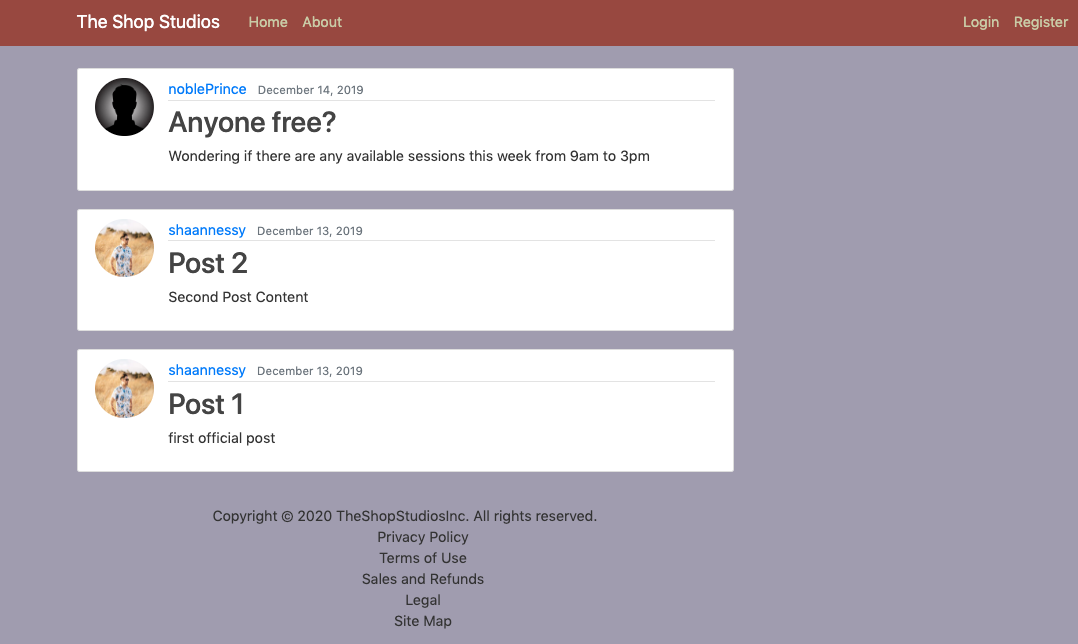 The Shop Studios Home About Login Register
noblePrince December 14, 2019
Anyone free?
Wondering if there are any available sessions this week from 9am to 3pm
shaannessy December 13, 2019
Post 2
Second Post Content
shaannessy December 13, 2019
Post 1
first official post
Copyright © 2020 TheShopStudiosInc. All rights reserved.
Privacy Policy
Terms of Use
Sales and Refunds
Legal
Site Map